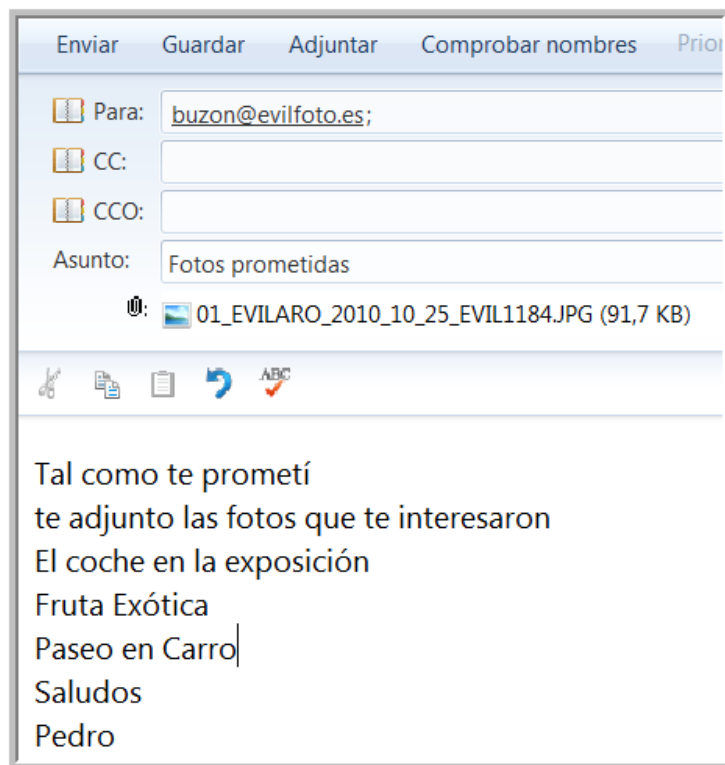 Enviar Guardar Adjuntar Comprobar nombres Prior
Para: buzon@evilfoto.es;
CC:
CCO:
Asunto: Fotos prometidas
01_EVILARO_2010_10_25_EVIL1184.JPG (91,7 KB)
ABC
Tal como te prometí
te adjunto las fotos que te interesaron
El coche en la exposición
Fruta Exótica
Paseo en Carro
Saludos
Pedro